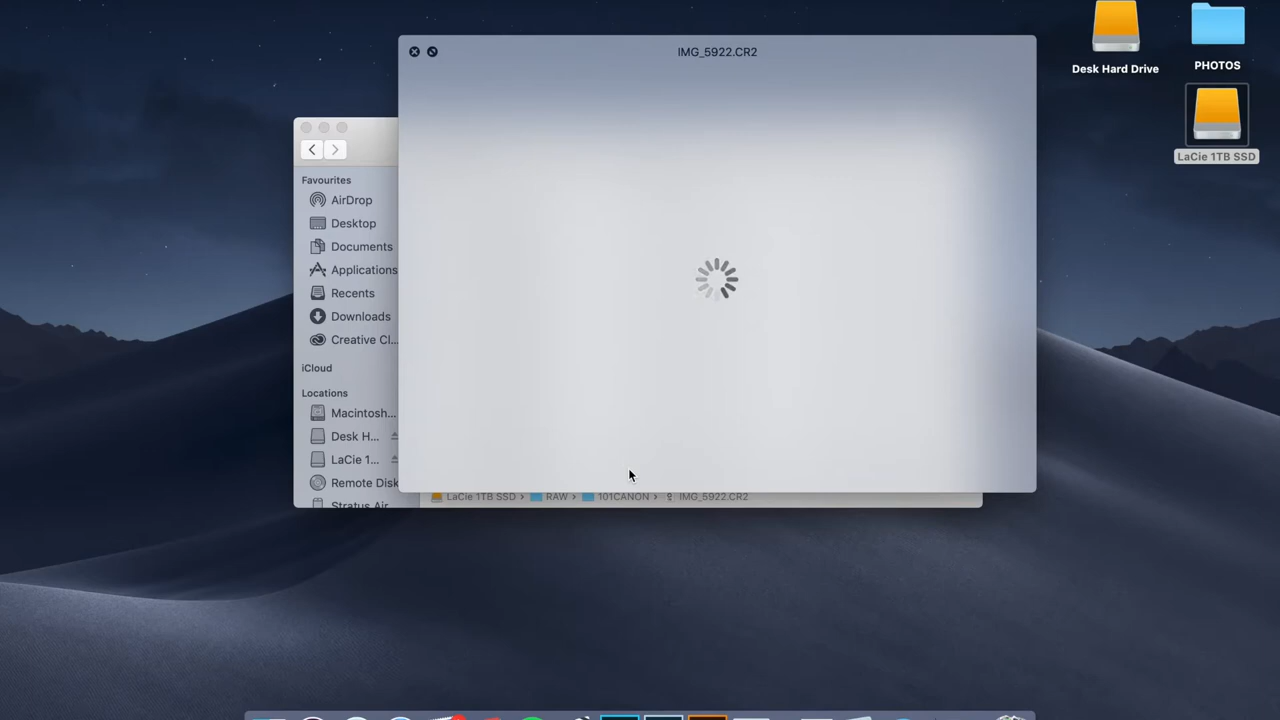 IMG_5922.CR2
Desk Hard Drive
PHOTOS
LaCie 1TB SSD
Favourites
AirDrop
Desktop
Documents
Applications
Recents
Downloads
Creative Cl...
iCloud
Locations
Macintosh...
Desk H...
LaCie 1...
Remote Disk
Stratus Air
LaCie 1TB SSD › RAW › 101CANON › IMG_5922.CR2